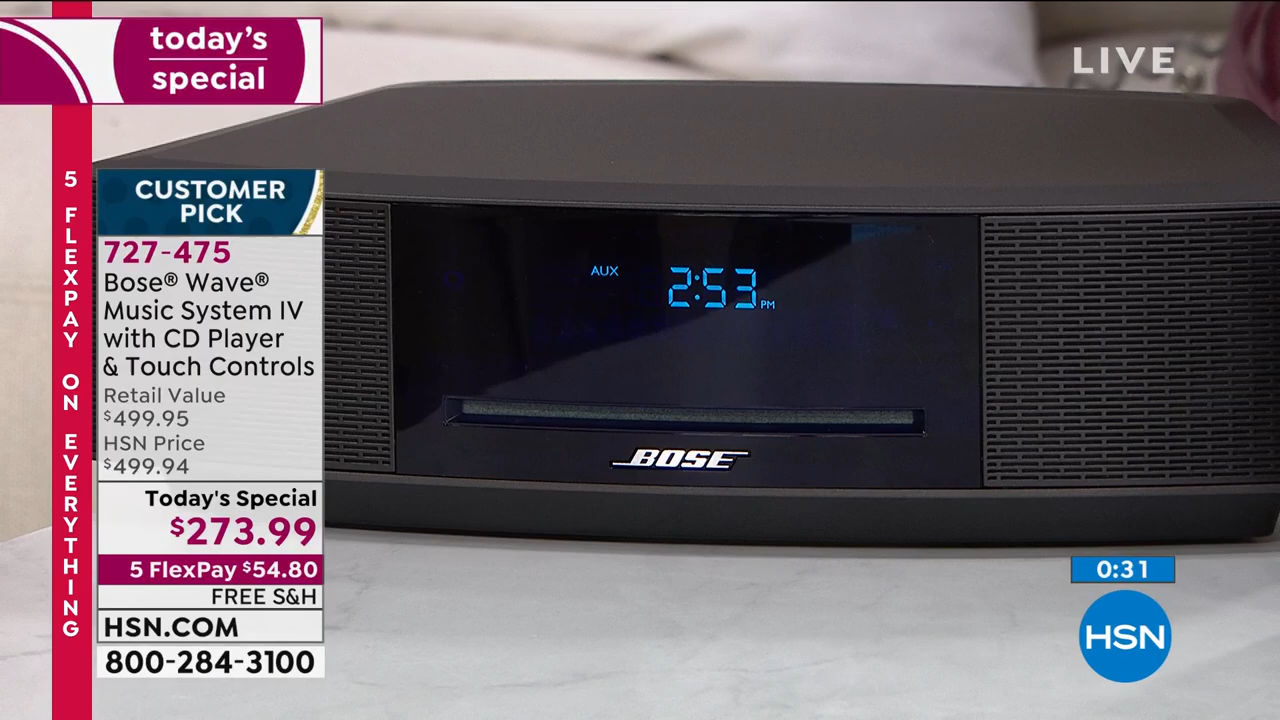 today's
special
LIVE
5 FLEXPAY ON EVERYTHING
CUSTOMER
PICK
727-475
Bose® Wave®
Music System IV
with CD Player
& Touch Controls
Retail Value
$499.95
HSN Price
$499.94
Today's Special
$273.99
5 FlexPay $54.80
FREE S&H
HSN.COM
800-284-3100
AUX 2:53 PM
BOSE
0:31
HSN